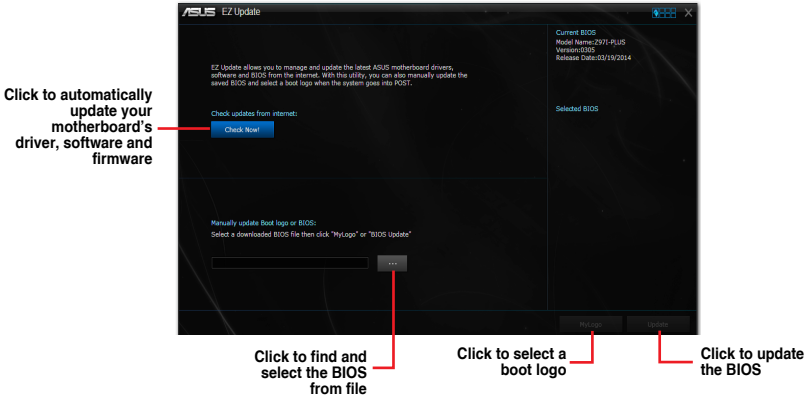 ASUS EZ Update
Current BIOS
Model Name:Z97I-PLUS
Version:0305
Release Date:03/19/2014
EZ Update allows you to manage and update the latest ASUS motherboard drivers,
software and BIOS from the internet. With this utility, you can also manually update the
saved BIOS and select a boot logo when the system goes into POST.
Selected BIOS
Check updates from internet:
Check Now!
Click to automatically
update your
motherboard's
driver, software and
firmware
Manually update Boot logo or BIOS:
Select a downloaded BIOS file then click "MyLogo" or "BIOS Update"
...
MyLogo
Update
Click to find and
select the BIOS
from file
Click to select a
boot logo
Click to update
the BIOS